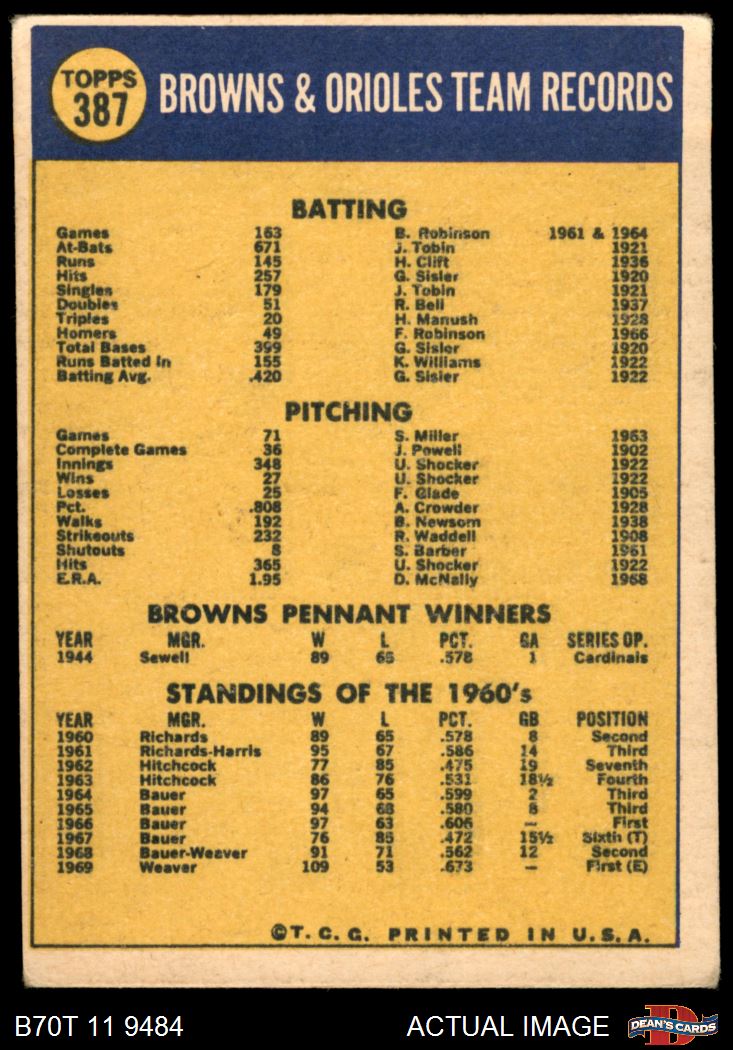 TOPPS
387
BROWNS & ORIOLES TEAM RECORDS
BATTING
Games 163 B. Robinson 1961 & 1964
At-Bats 671 J. Tobin 1921
Runs 145 H. Clift 1936
Hits 257 G. Sisler 1920
Singles 179 J. Tobin 1921
Doubles 51 R. Bell 1937
Triples 20 H. Manush 1928
Homers 49 F. Robinson 1966
Total Bases 399 G. Sisler 1920
Runs Batted In 155 K. Williams 1922
Batting Avg. .420 G. Sisler 1922
PITCHING
Games 71 S. Miller 1963
Complete Games 36 J. Powell 1902
Innings 348 U. Shocker 1922
Wins 27 U. Shocker 1922
Losses 25 F. Glade 1905
Pct. .808 A. Crowder 1928
Walks 192 B. Newsom 1938
Strikeouts 232 R. Waddell 1908
Shutouts 8 S. Barber 1961
Hits 365 U. Shocker 1922
E.R.A. 1.95 D. McNally 1968
BROWNS PENNANT WINNERS
YEAR MGR. W L PCT. GA SERIES OP.
1944 Sewell 89 65 .578 1 Cardinals
STANDINGS OF THE 1960's
YEAR MGR. W L PCT. GB POSITION
1960 Richards 89 65 .578 8 Second
1961 Richards-Harris 95 67 .586 14 Third
1962 Hitchcock 77 85 .475 19 Seventh
1963 Hitchcock 86 76 .531 18½ Fourth
1964 Bauer 97 65 .599 2 Third
1965 Bauer 94 68 .580 8 Third
1966 Bauer 97 63 .606 — First
1967 Bauer 76 85 .472 15½ Sixth (T)
1968 Bauer-Weaver 91 71 .562 12 Second
1969 Weaver 109 53 .673 — First (E)
©T.C.G. PRINTED IN U.S.A.
B70T 11 9484 ACTUAL IMAGE DEAN'S CARDS